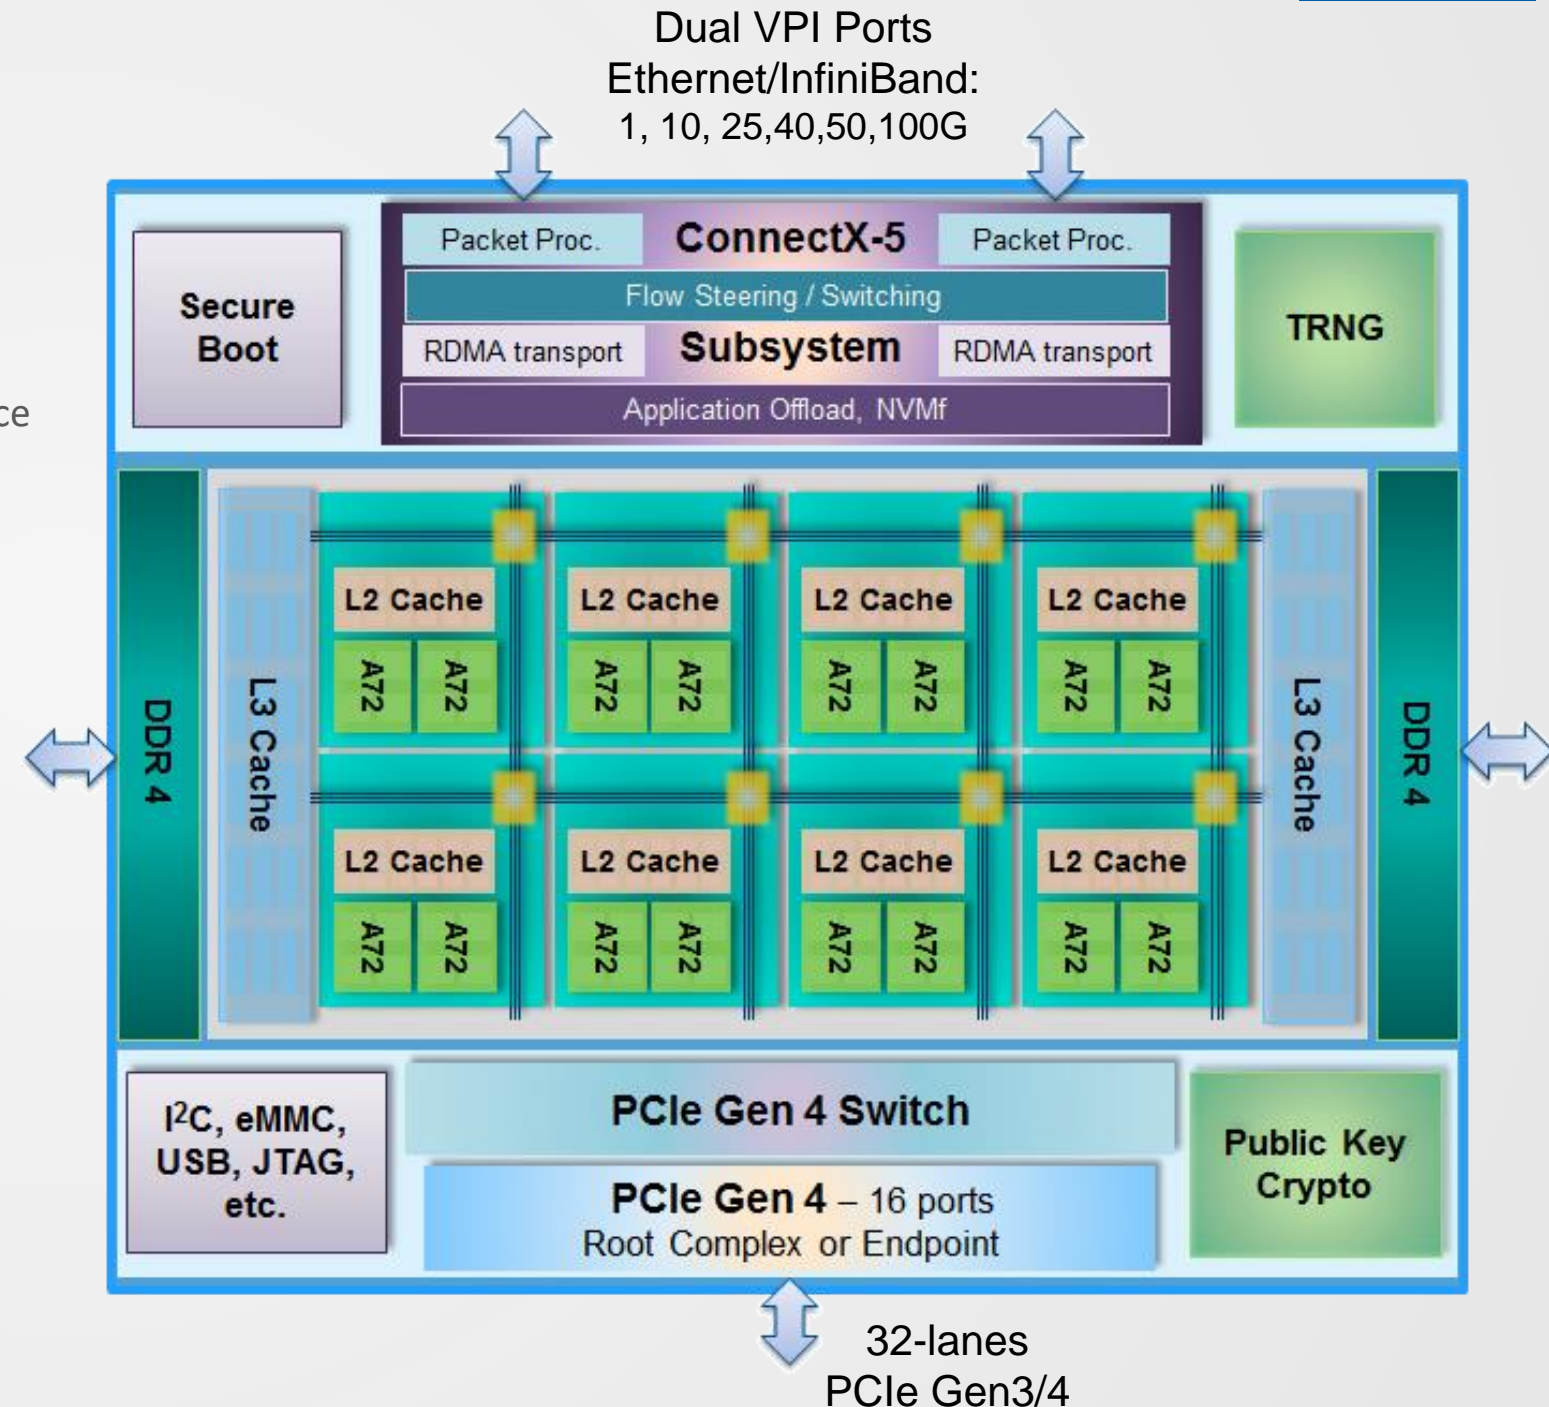 Dual VPI Ports
Ethernet/InfiniBand:
1, 10, 25,40,50,100G
Packet Proc.
ConnectX-5
Packet Proc.
Flow Steering / Switching
RDMA transport
Subsystem
RDMA transport
Application Offload, NVMf
Secure
Boot
TRNG
ce
DDR 4
L3 Cache
L2 Cache
L2 Cache
L2 Cache
L2 Cache
A72
A72
A72
A72
A72
A72
A72
A72
L2 Cache
L2 Cache
L2 Cache
L2 Cache
A72
A72
A72
A72
A72
A72
A72
A72
L3 Cache
DDR 4
I²C, eMMC,
USB, JTAG,
etc.
PCIe Gen 4 Switch
PCIe Gen 4 – 16 ports
Root Complex or Endpoint
Public Key
Crypto
32-lanes
PCIe Gen3/4